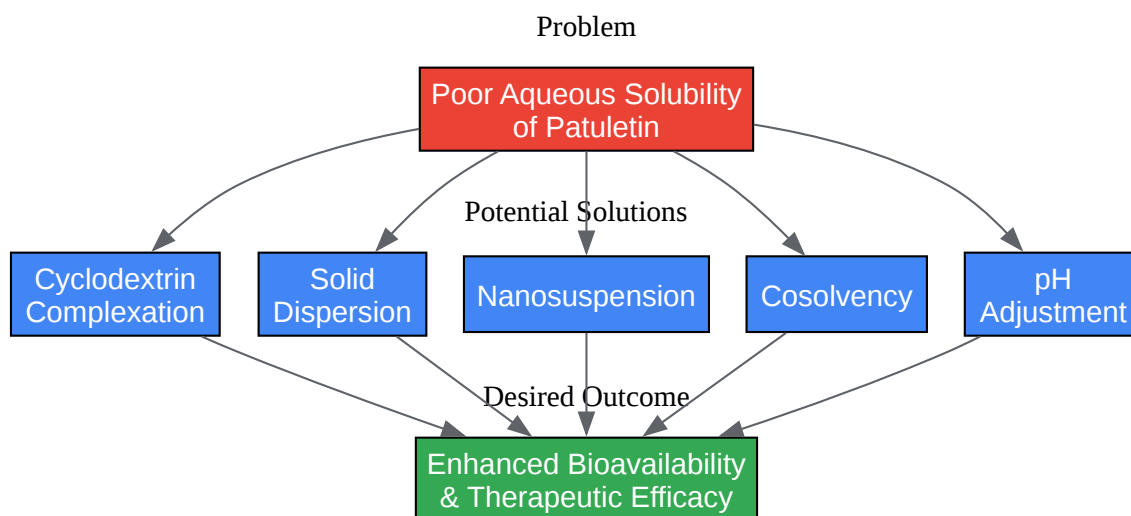 Problem
Poor Aqueous Solubility
of Patuletin
Potential Solutions
Cyclodextrin
Complexation
Solid
Dispersion
Nanosuspension
Cosolvency
pH
Adjustment
Desired Outcome
Enhanced Bioavailability
& Therapeutic Efficacy